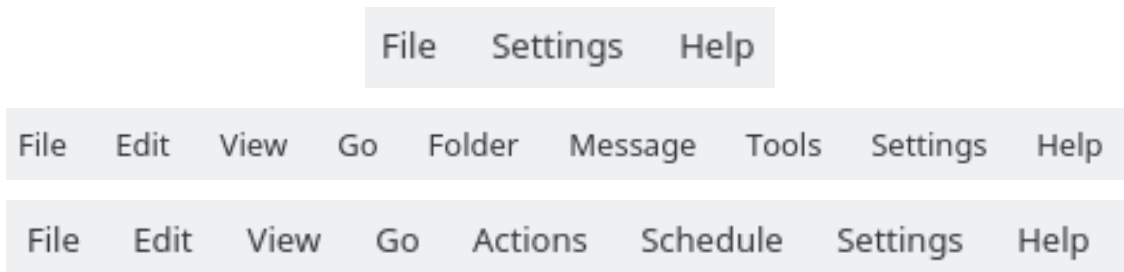 File Settings Help
File Edit View Go Folder Message Tools Settings Help
File Edit View Go Actions Schedule Settings Help